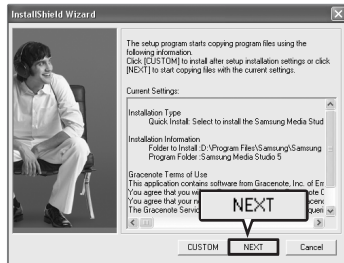 InstallShield Wizard
The setup program starts copying program files using the
following information.
Click [CUSTOM] to install after setup installation settings or click
[NEXT] to start copying files with the current settings.
Current Settings:
Installation Type
Quick Install: Select to install the Samsung Media Stud
Installation Information
Folder to Install :D:\Program Files\Samsung\Samsung
Program Folder :Samsung Media Studio 5
Gracenote Terms of Use
This application contains software from Gracenote, Inc. of Em
You agree that you wi
You agree that your n
The Gracenote Servic
NEXT
CUSTOM
NEXT
Cancel